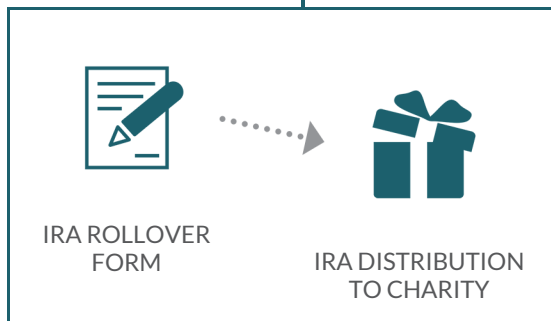 IRA ROLLOVER
FORM
IRA DISTRIBUTION
TO CHARITY